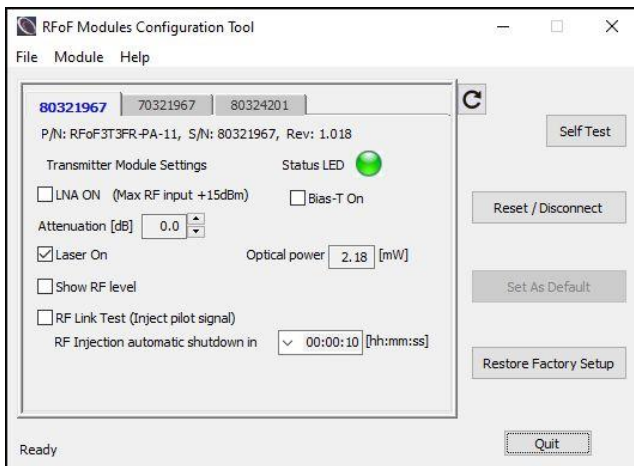 RFoF Modules Configuration Tool
File Module Help
80321967 70321967 80324201
P/N: RFoF3T3FR-PA-11, S/N: 80321967, Rev: 1.018
Self Test
Transmitter Module Settings Status LED
LNA ON (Max RF input +15dBm) Bias-T On
Reset / Disconnect
Attenuation [dB] 0.0
Laser On Optical power 2.18 [mW]
Show RF level
Set As Default
RF Link Test (Inject pilot signal)
RF Injection automatic shutdown in 00:00:10 [hh:mm:ss]
Restore Factory Setup
Ready
Quit